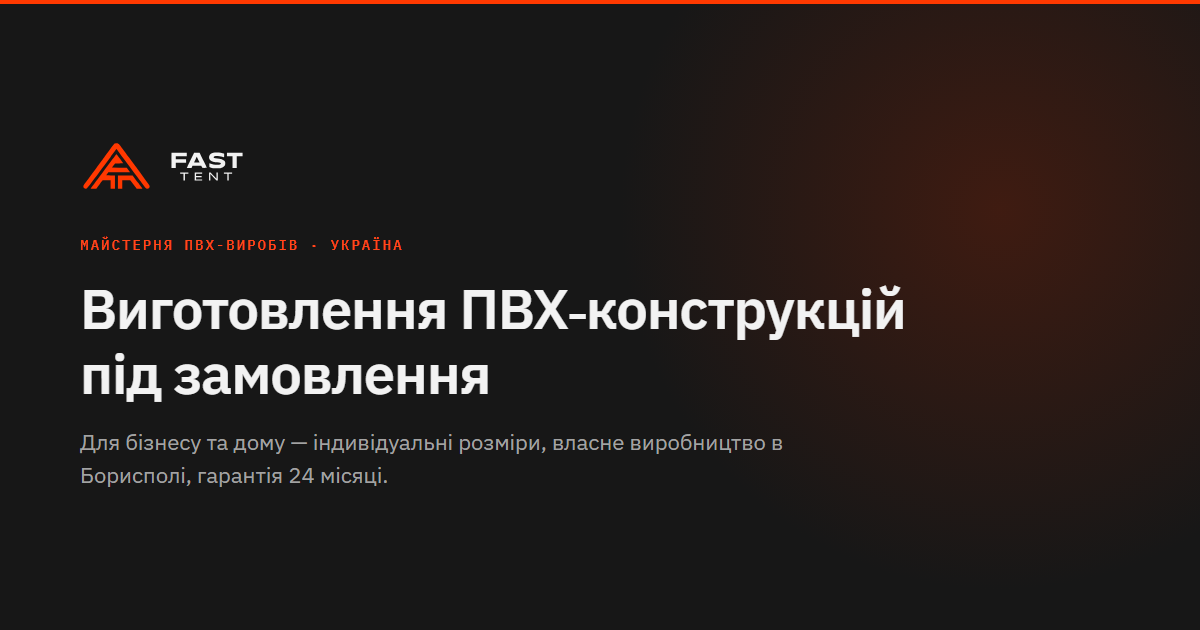 FAST
TENT
МАЙСТЕРНЯ ПВХ-ВИРОБІВ · УКРАЇНА
Виготовлення ПВХ-конструкцій
під замовлення
Для бізнесу та дому — індивідуальні розміри, власне виробництво в
Борисполі, гарантія 24 місяці.